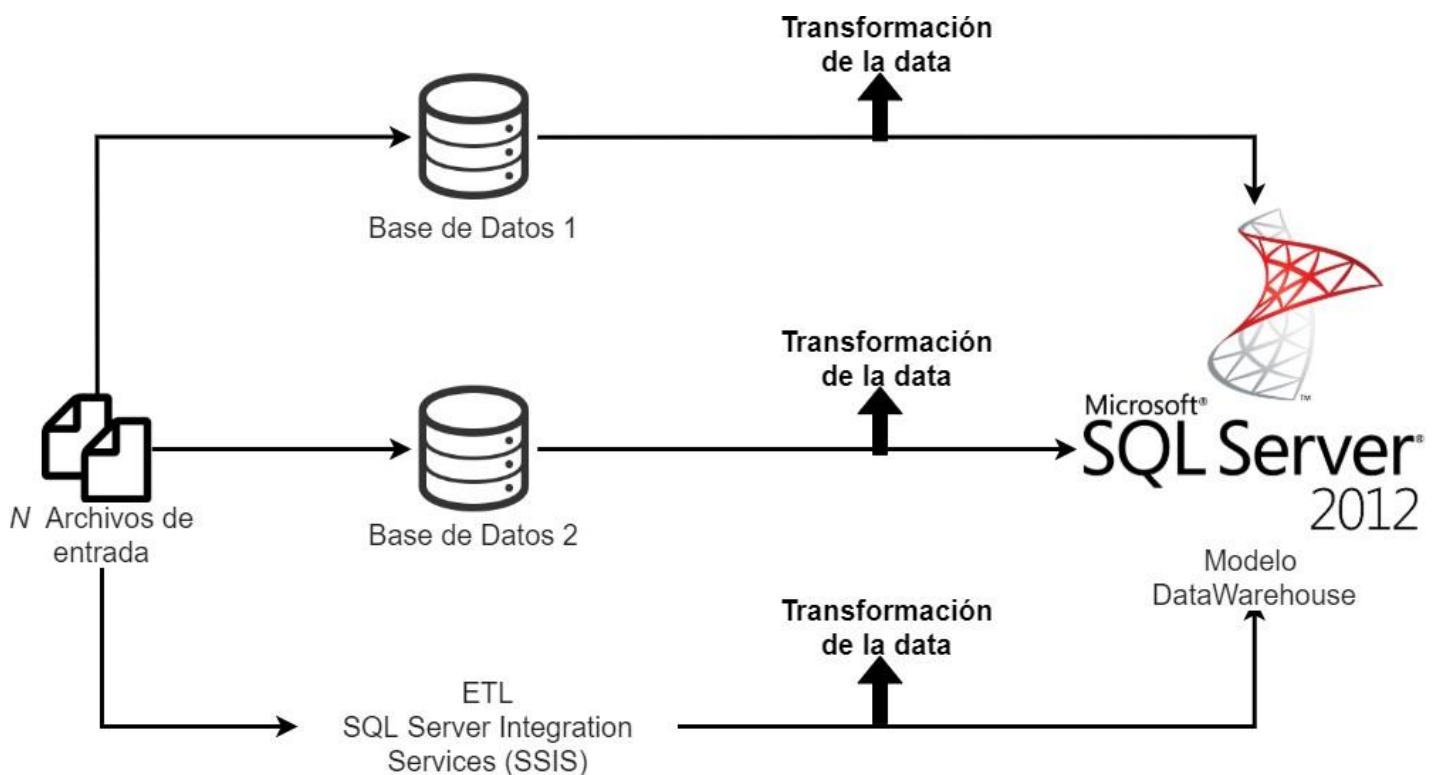 Transformación
de la data
Base de Datos 1
Transformación
de la data
Base de Datos 2
N Archivos de
entrada
Microsoft®
SQL Server®
2012
TM
Modelo
DataWarehouse
Transformación
de la data
ETL
SQL Server Integration
Services (SSIS)